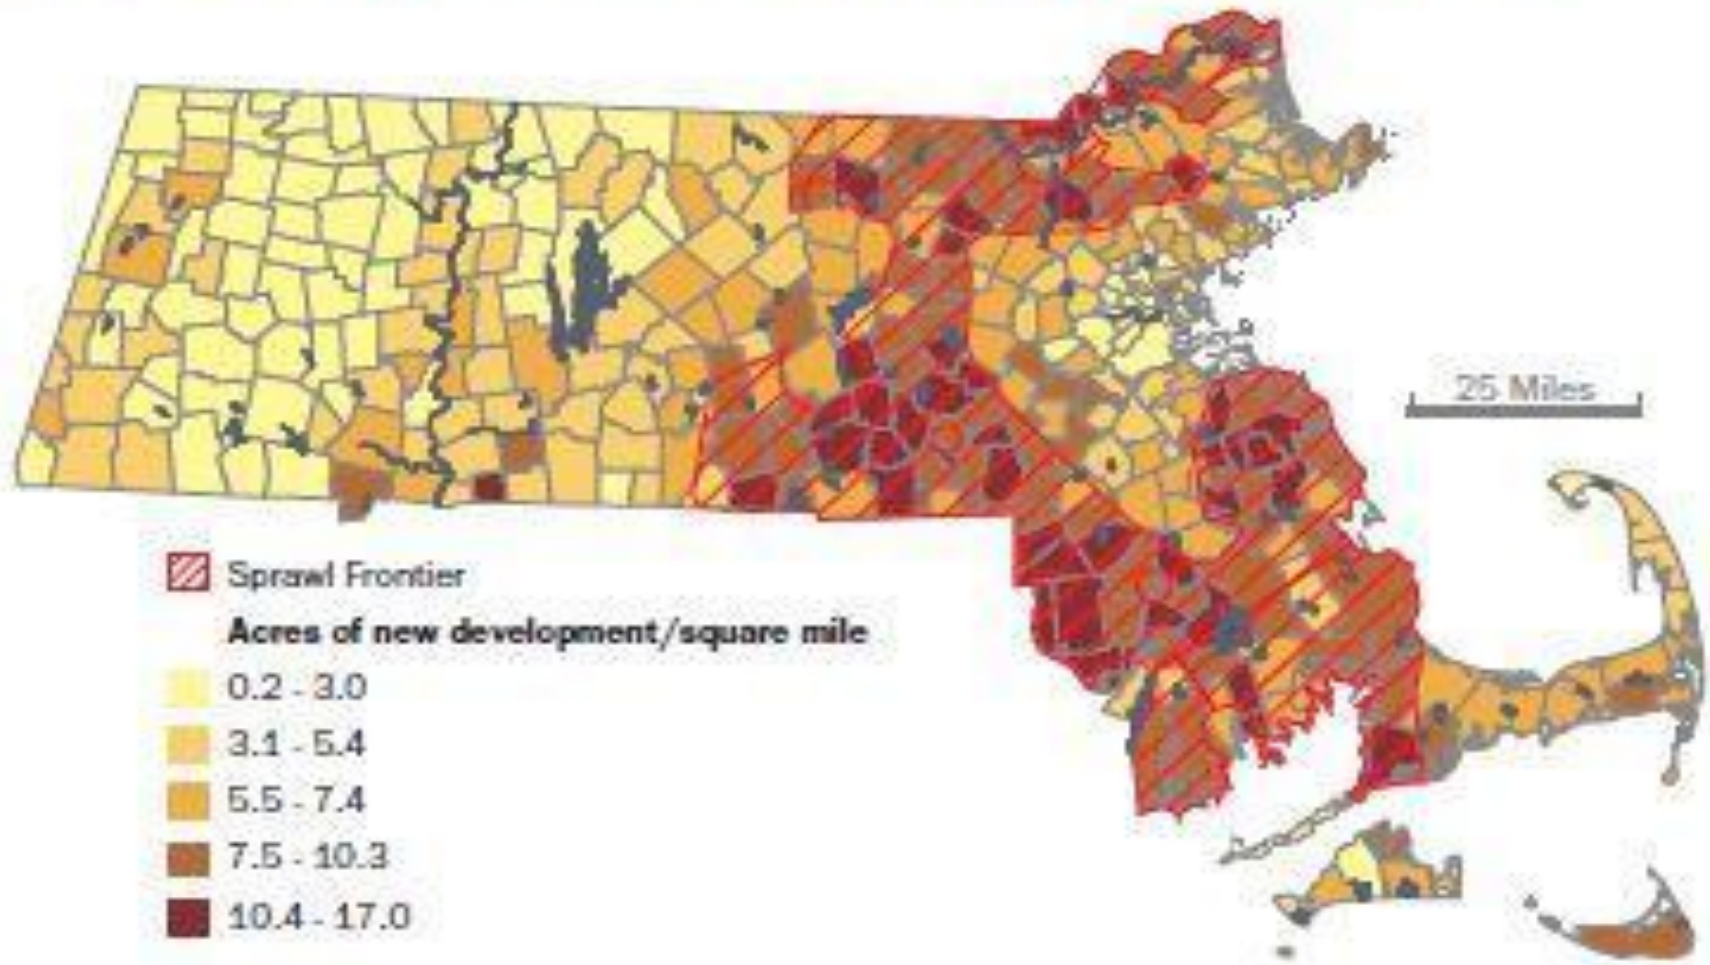 25 Miles
Sprawl Frontier
Acres of new development/square mile
0.2 - 3.0
3.1 - 5.4
5.5 - 7.4
7.5 - 10.3
10.4 - 17.0